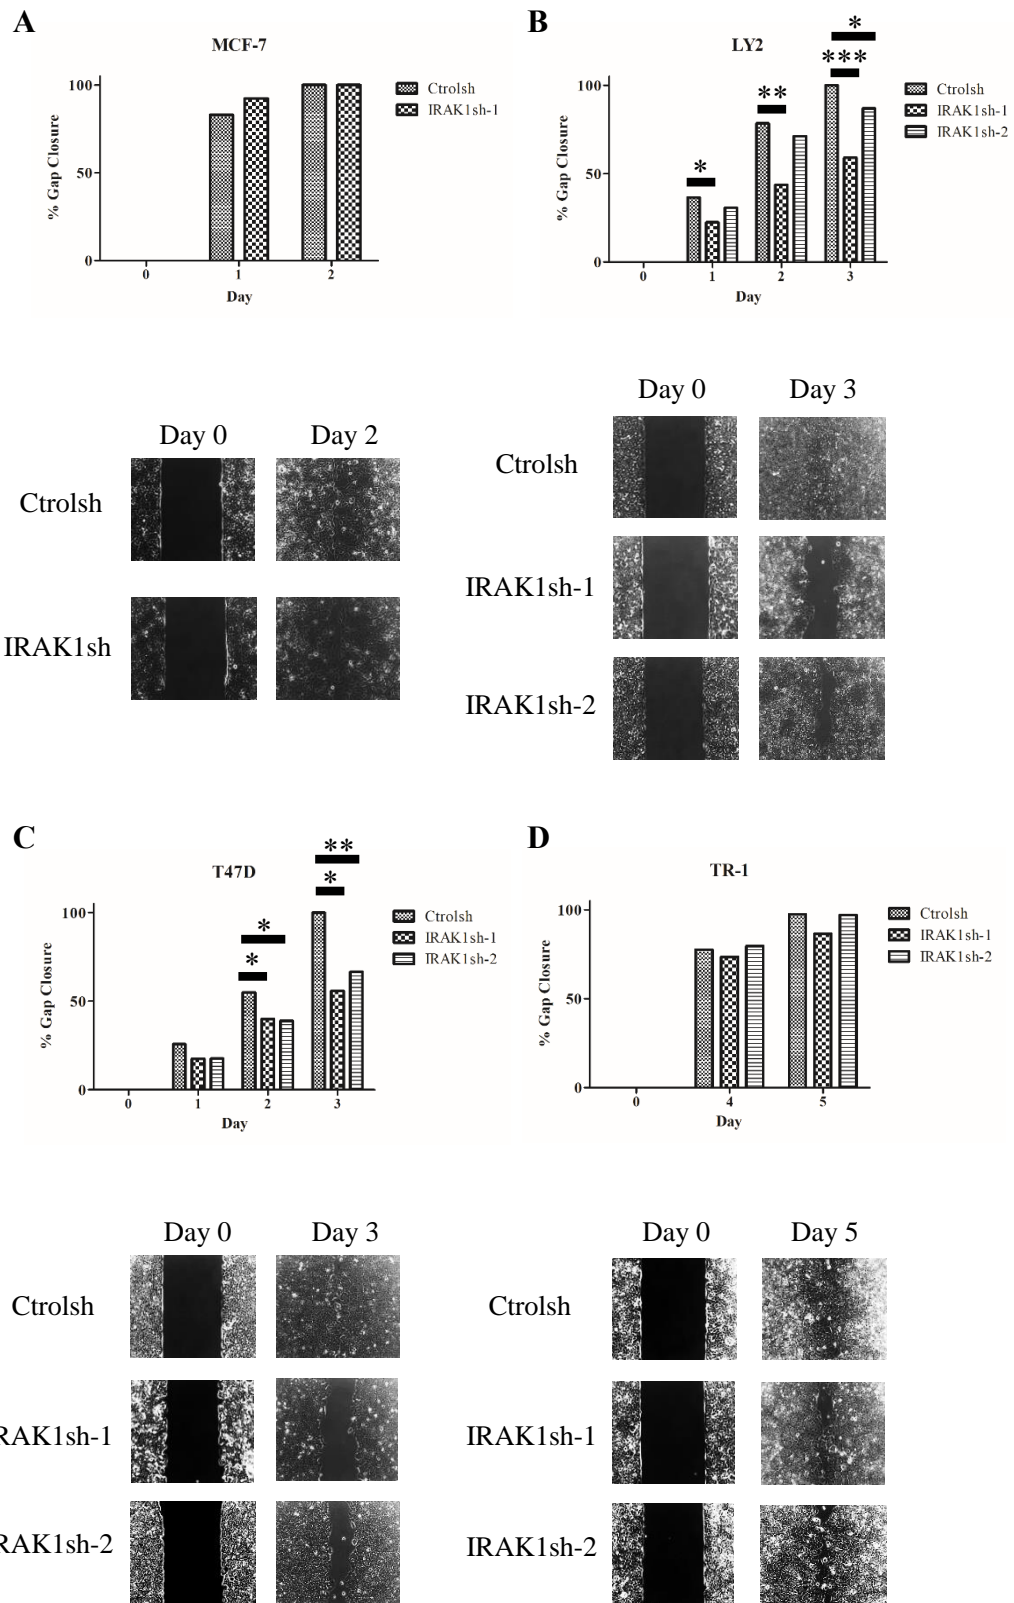 A
MCF-7
100
50
0
% Gap Closure
0 1 2
Day
Ctrolsh
IRAK1sh-1
B
LY2
*
***
**
*
100
50
0
% Gap Closure
0 1 2 3
Day
Ctrolsh
IRAK1sh-1
IRAK1sh-2
Day 0 Day 2
Ctrolsh
IRAK1sh
Day 0 Day 3
Ctrolsh
IRAK1sh-1
IRAK1sh-2
C
T47D
**
*
*
*
100
50
0
% Gap Closure
0 1 2 3
Day
Ctrolsh
IRAK1sh-1
IRAK1sh-2
D
TR-1
100
50
0
% Gap Closure
0 4 5
Day
Ctrolsh
IRAK1sh-1
IRAK1sh-2
Day 0 Day 3
Ctrolsh
RAK1sh-1
RAK1sh-2
Day 0 Day 5
Ctrolsh
IRAK1sh-1
IRAK1sh-2